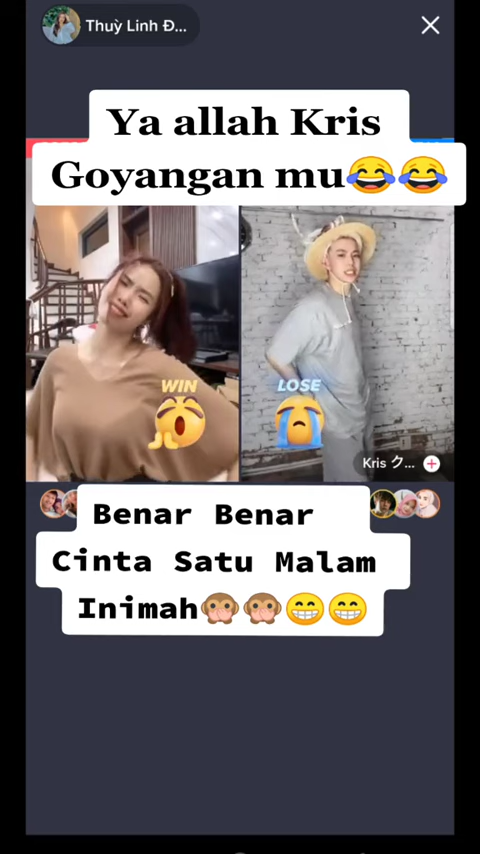 Thuỳ Linh Đ...
Ya allah Kris
Goyangan mu😂😂
WIN
LOSE
Kris ク...
Benar Benar
Cinta Satu Malam
Inimah🙊🙊😁😁